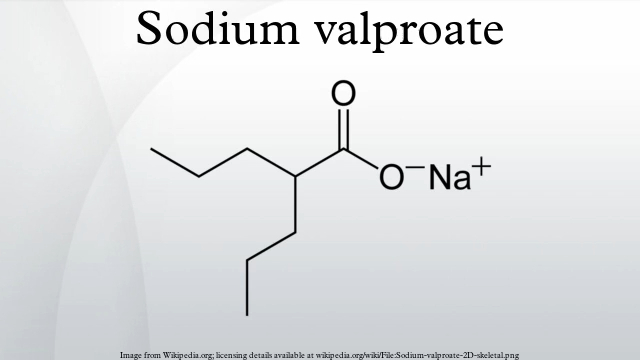 Sodium valproate
O
O⁻Na⁺
Image from Wikipedia.org; licensing details available at wikipedia.org/wiki/File:Sodium-valproate-2D-skeletal.png